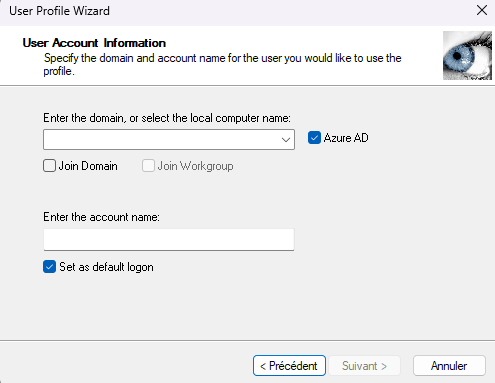 User Profile Wizard
User Account Information
Specify the domain and account name for the user you would like to use the
profile.
Enter the domain, or select the local computer name:
Azure AD
Join Domain
Join Workgroup
Enter the account name:
Set as default logon
< Précédent
Suivant >
Annuler